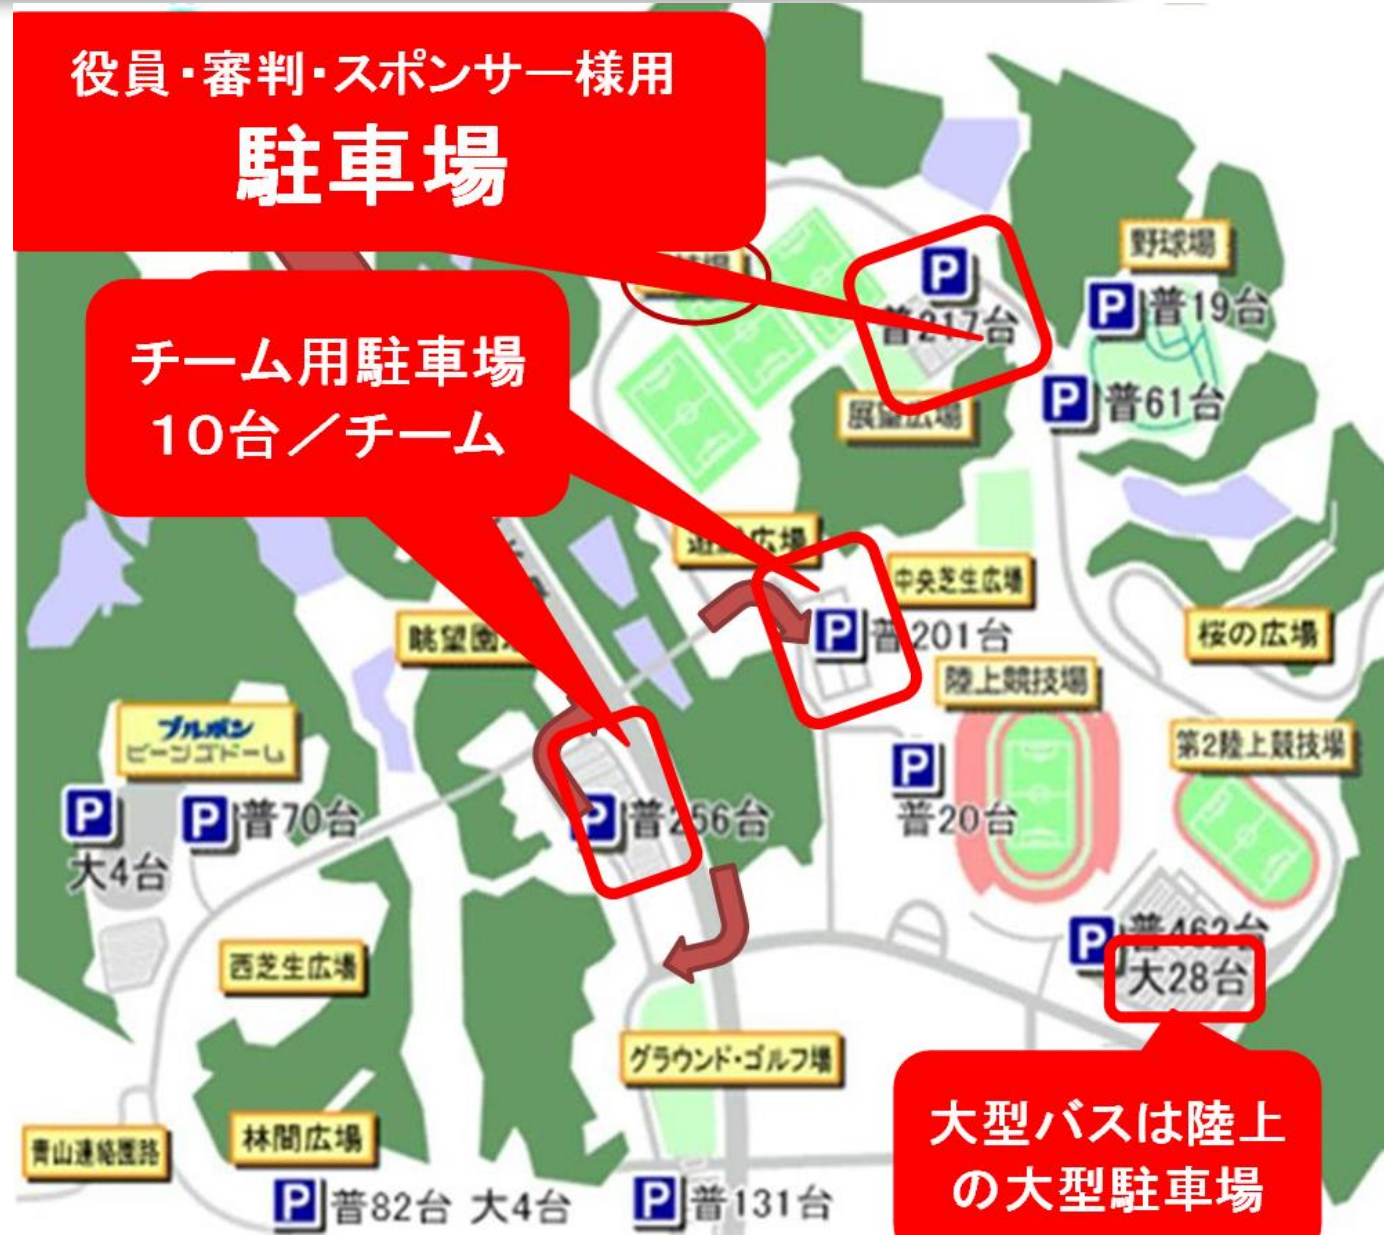 役員・審判・スポンサー様用
駐車場
P
普217台
野球場
P 普19台
チーム用駐車場
10台／チーム
展望広場
P 普61台
広場
中央芝生広場
P 普201台
眺望園
桜の広場
陸上競技場
ブルボン
ビーンズドーム
第2陸上競技場
P
大4台
P 普70台
P 普256台
P
普20台
P 普462台
大28台
西芝生広場
グラウンド・ゴルフ場
大型バスは陸上
の大型駐車場
青山連絡園路
林間広場
P 普82台 大4台
P 普131台